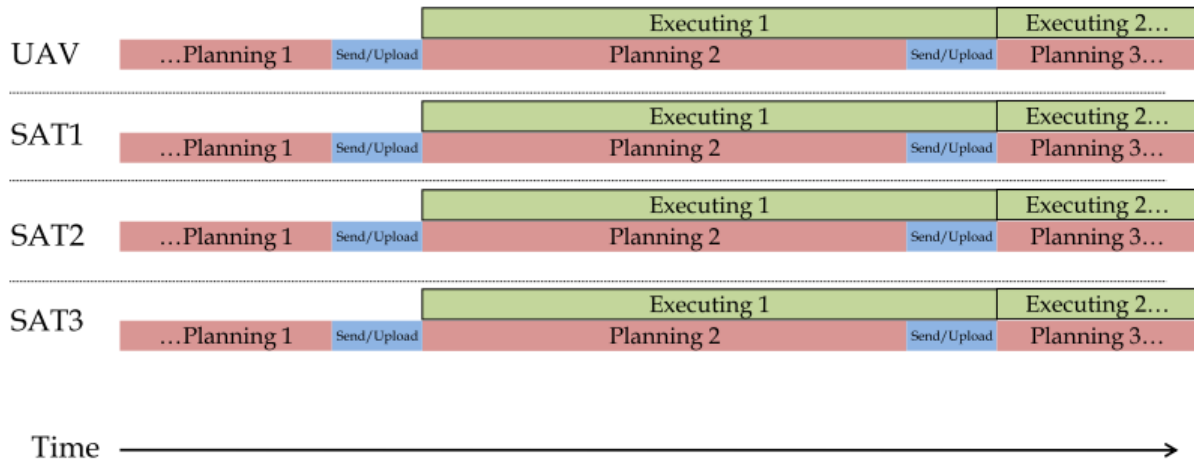 Executing 1 Executing 2…
UAV …Planning 1 Send/Upload Planning 2 Send/Upload Planning 3…
Executing 1 Executing 2…
SAT1 …Planning 1 Send/Upload Planning 2 Send/Upload Planning 3…
Executing 1 Executing 2…
SAT2 …Planning 1 Send/Upload Planning 2 Send/Upload Planning 3…
Executing 1 Executing 2…
SAT3 …Planning 1 Send/Upload Planning 2 Send/Upload Planning 3…
Time